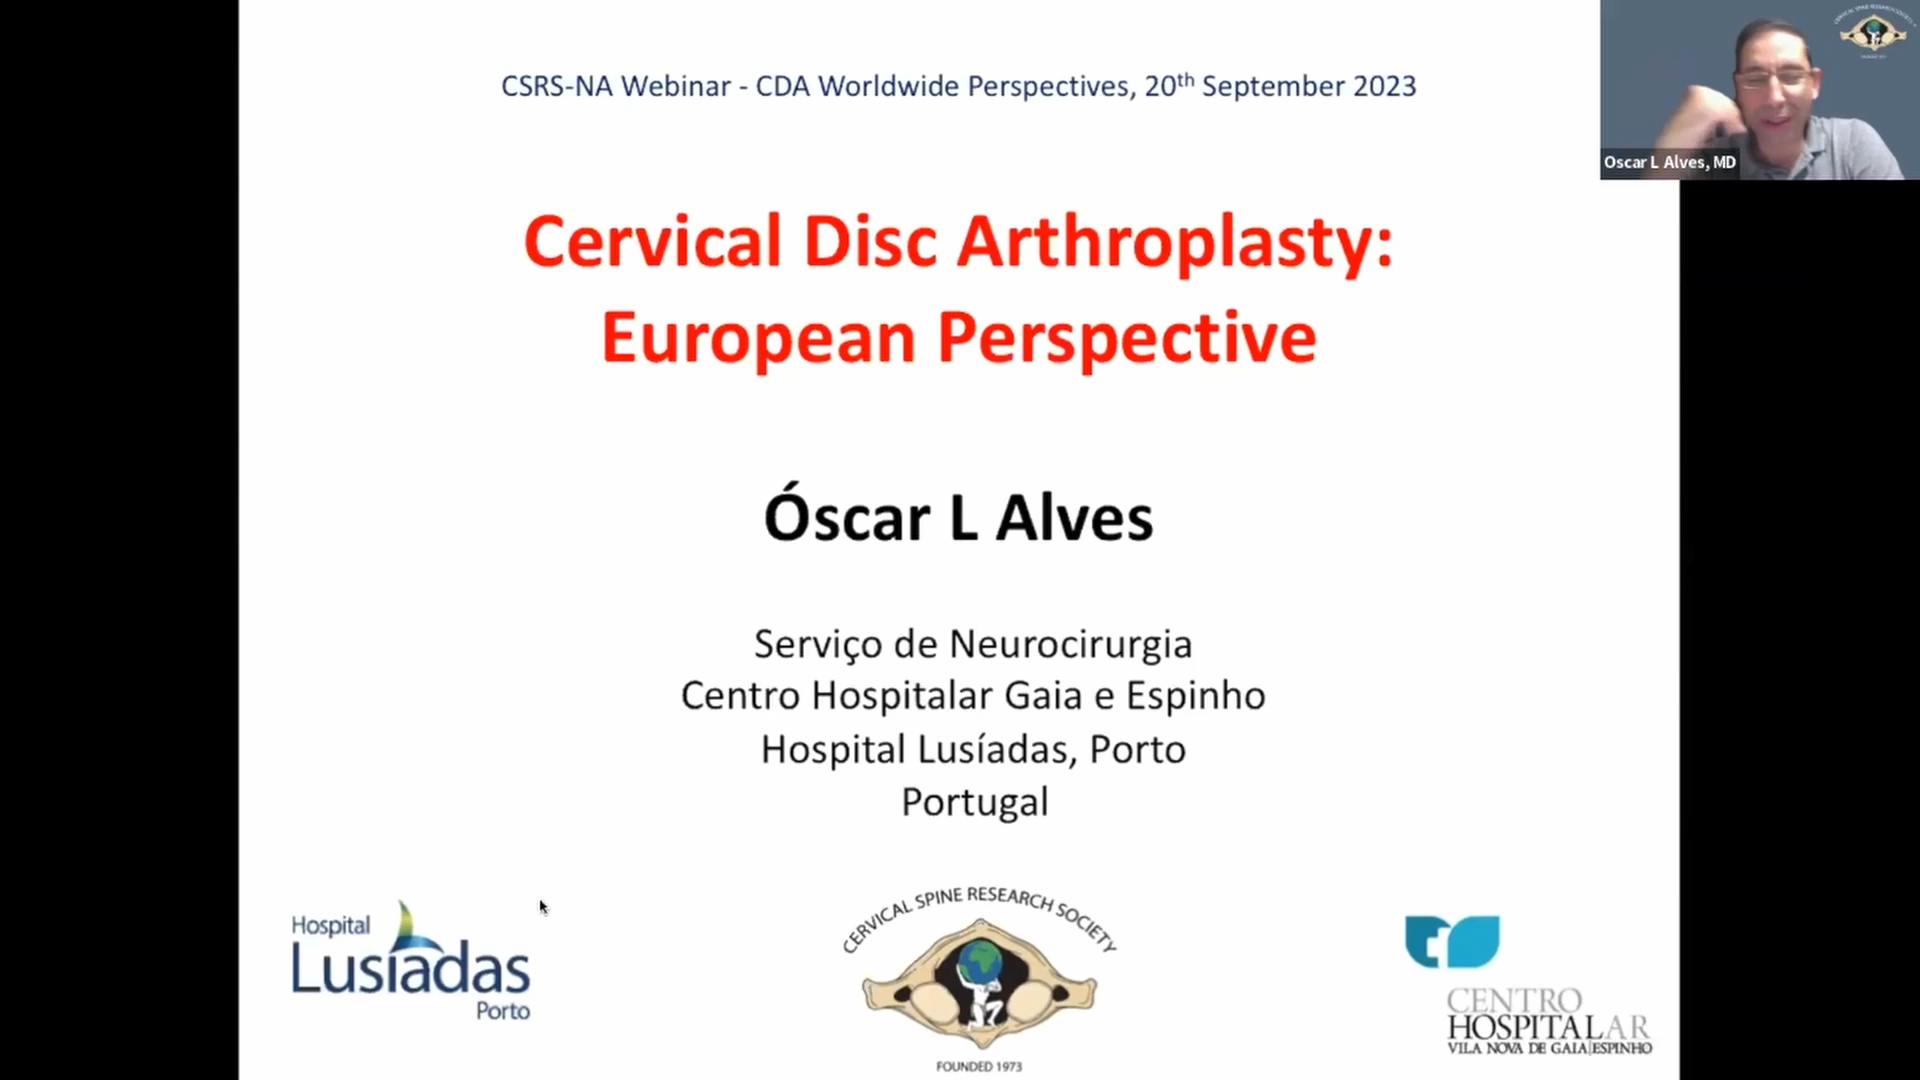 CSRS-NA Webinar - CDA Worldwide Perspectives, 20th September 2023
Oscar L Alves, MD
Cervical Disc Arthroplasty:
European Perspective
Óscar L Alves
Serviço de Neurocirurgia
Centro Hospitalar Gaia e Espinho
Hospital Lusíadas, Porto
Portugal
Hospital
Lusíadas
Porto
CERVICAL SPINE RESEARCH SOCIETY
FOUNDED 1973
CENTRO
HOSPITALAR
VILA NOVA DE GAIA|ESPINHO